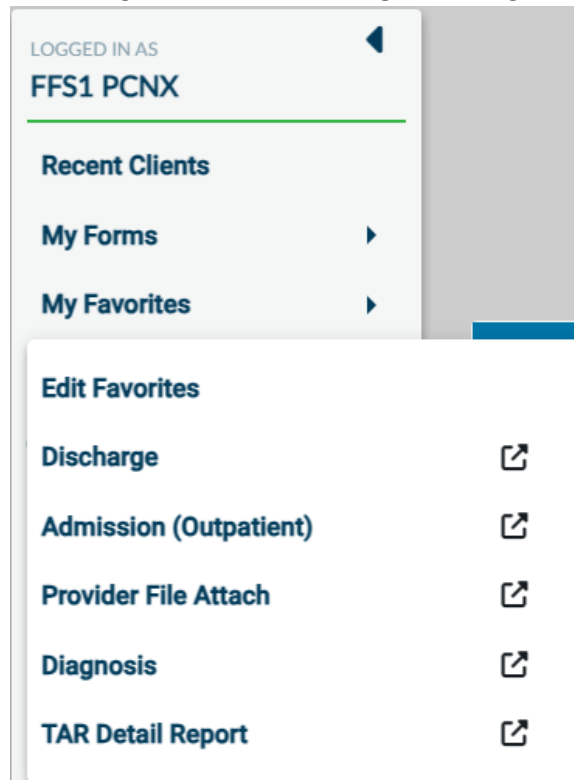 LOGGED IN AS
FFS1 PCNX
Recent Clients
My Forms
My Favorites
Edit Favorites
Discharge
Admission (Outpatient)
Provider File Attach
Diagnosis
TAR Detail Report